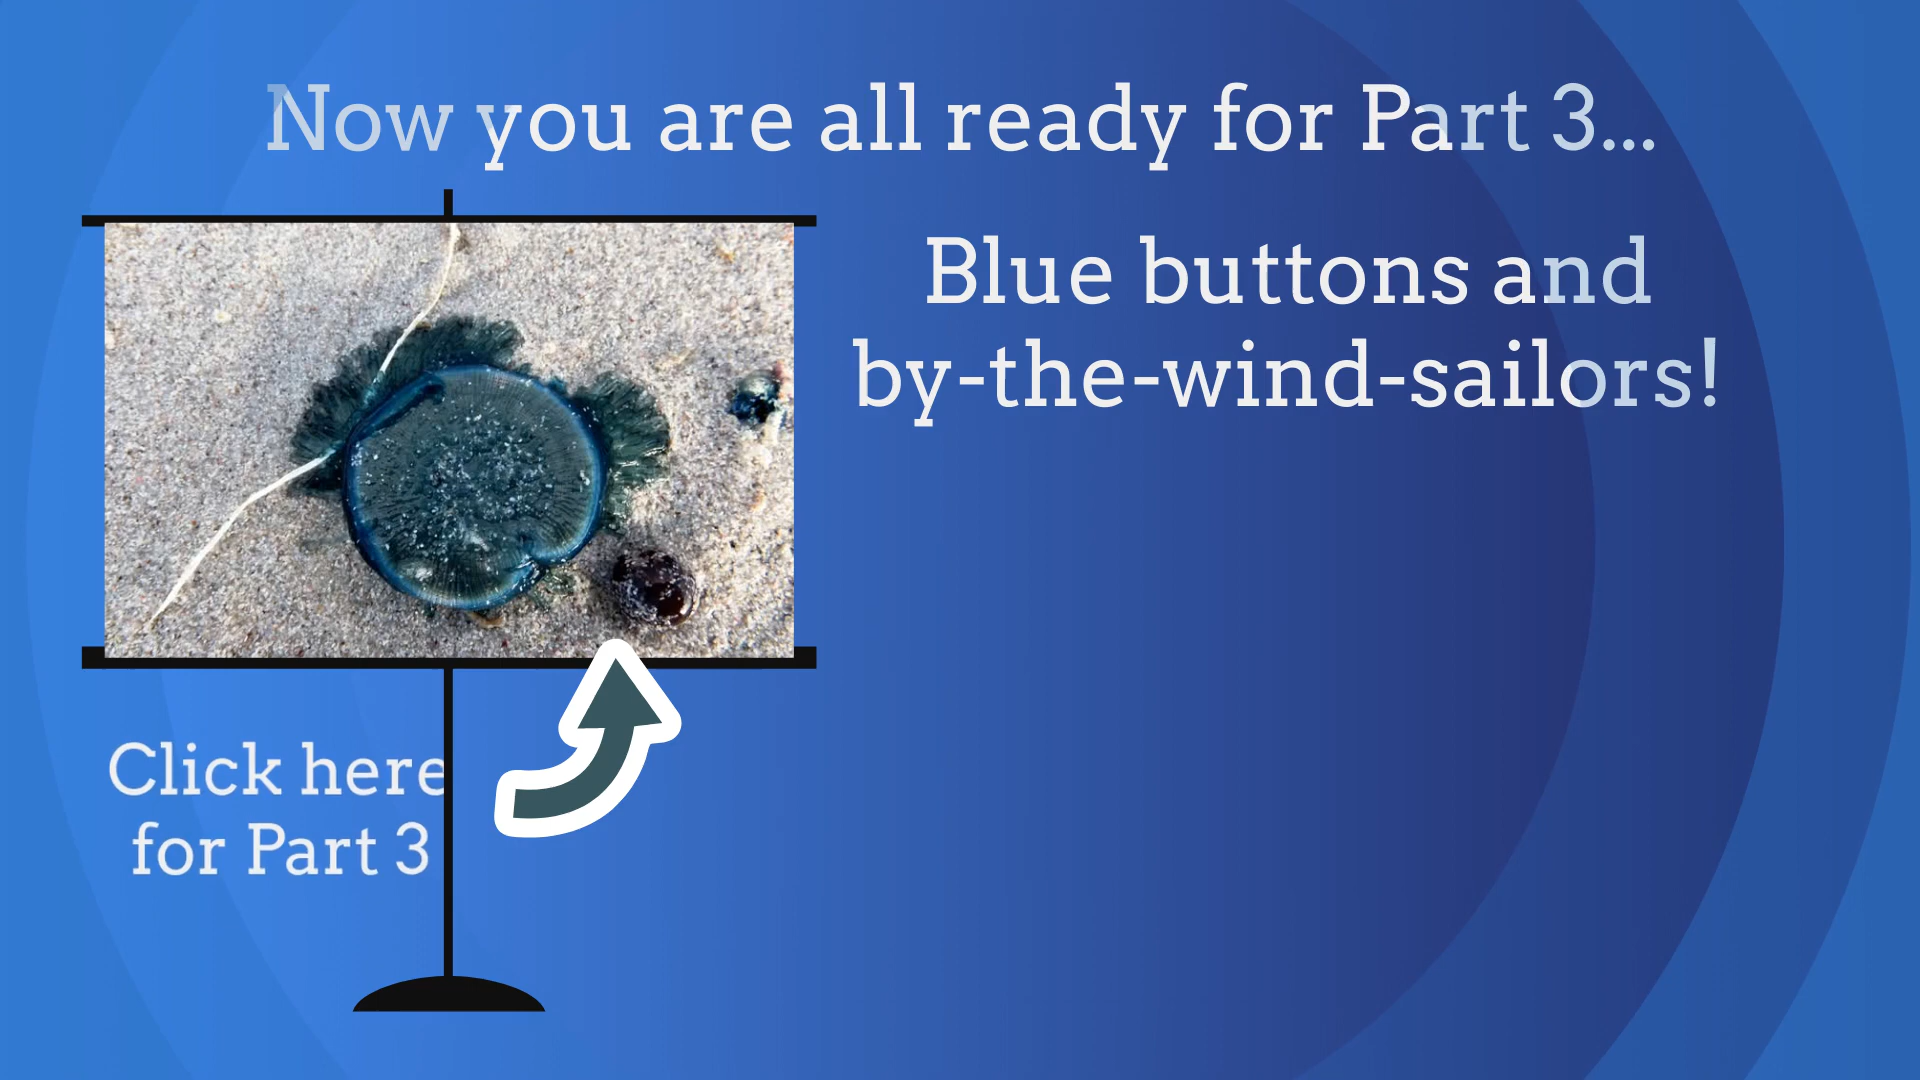 Now you are all ready for Part 3...
Blue buttons and
by-the-wind-sailors!
Click here
for Part 3